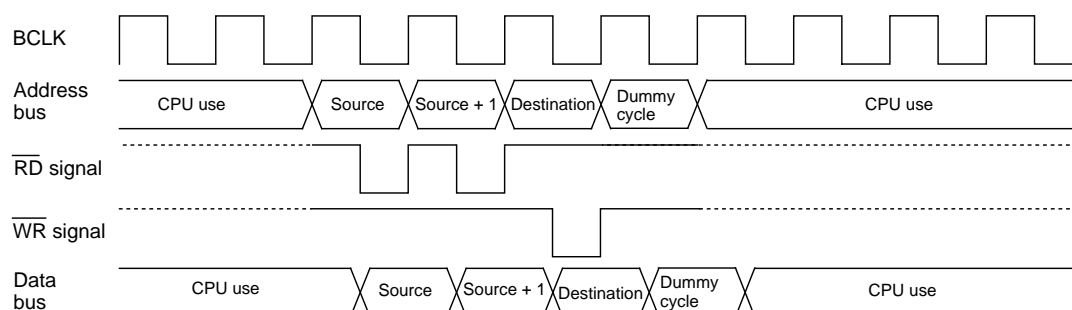 BCLK
Address
bus
CPU use
Source
Source + 1
Destination
Dummy
cycle
CPU use
RD signal
WR signal
Data
bus
CPU use
Source
Source + 1
Destination
Dummy
cycle
CPU use